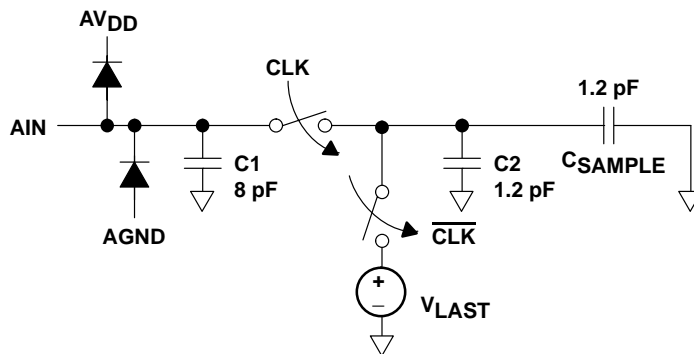 AVDD
CLK
1.2 pF
AIN
C1
8 pF
C2
1.2 pF
CSAMPLE
AGND
CLK
+
–
VLAST